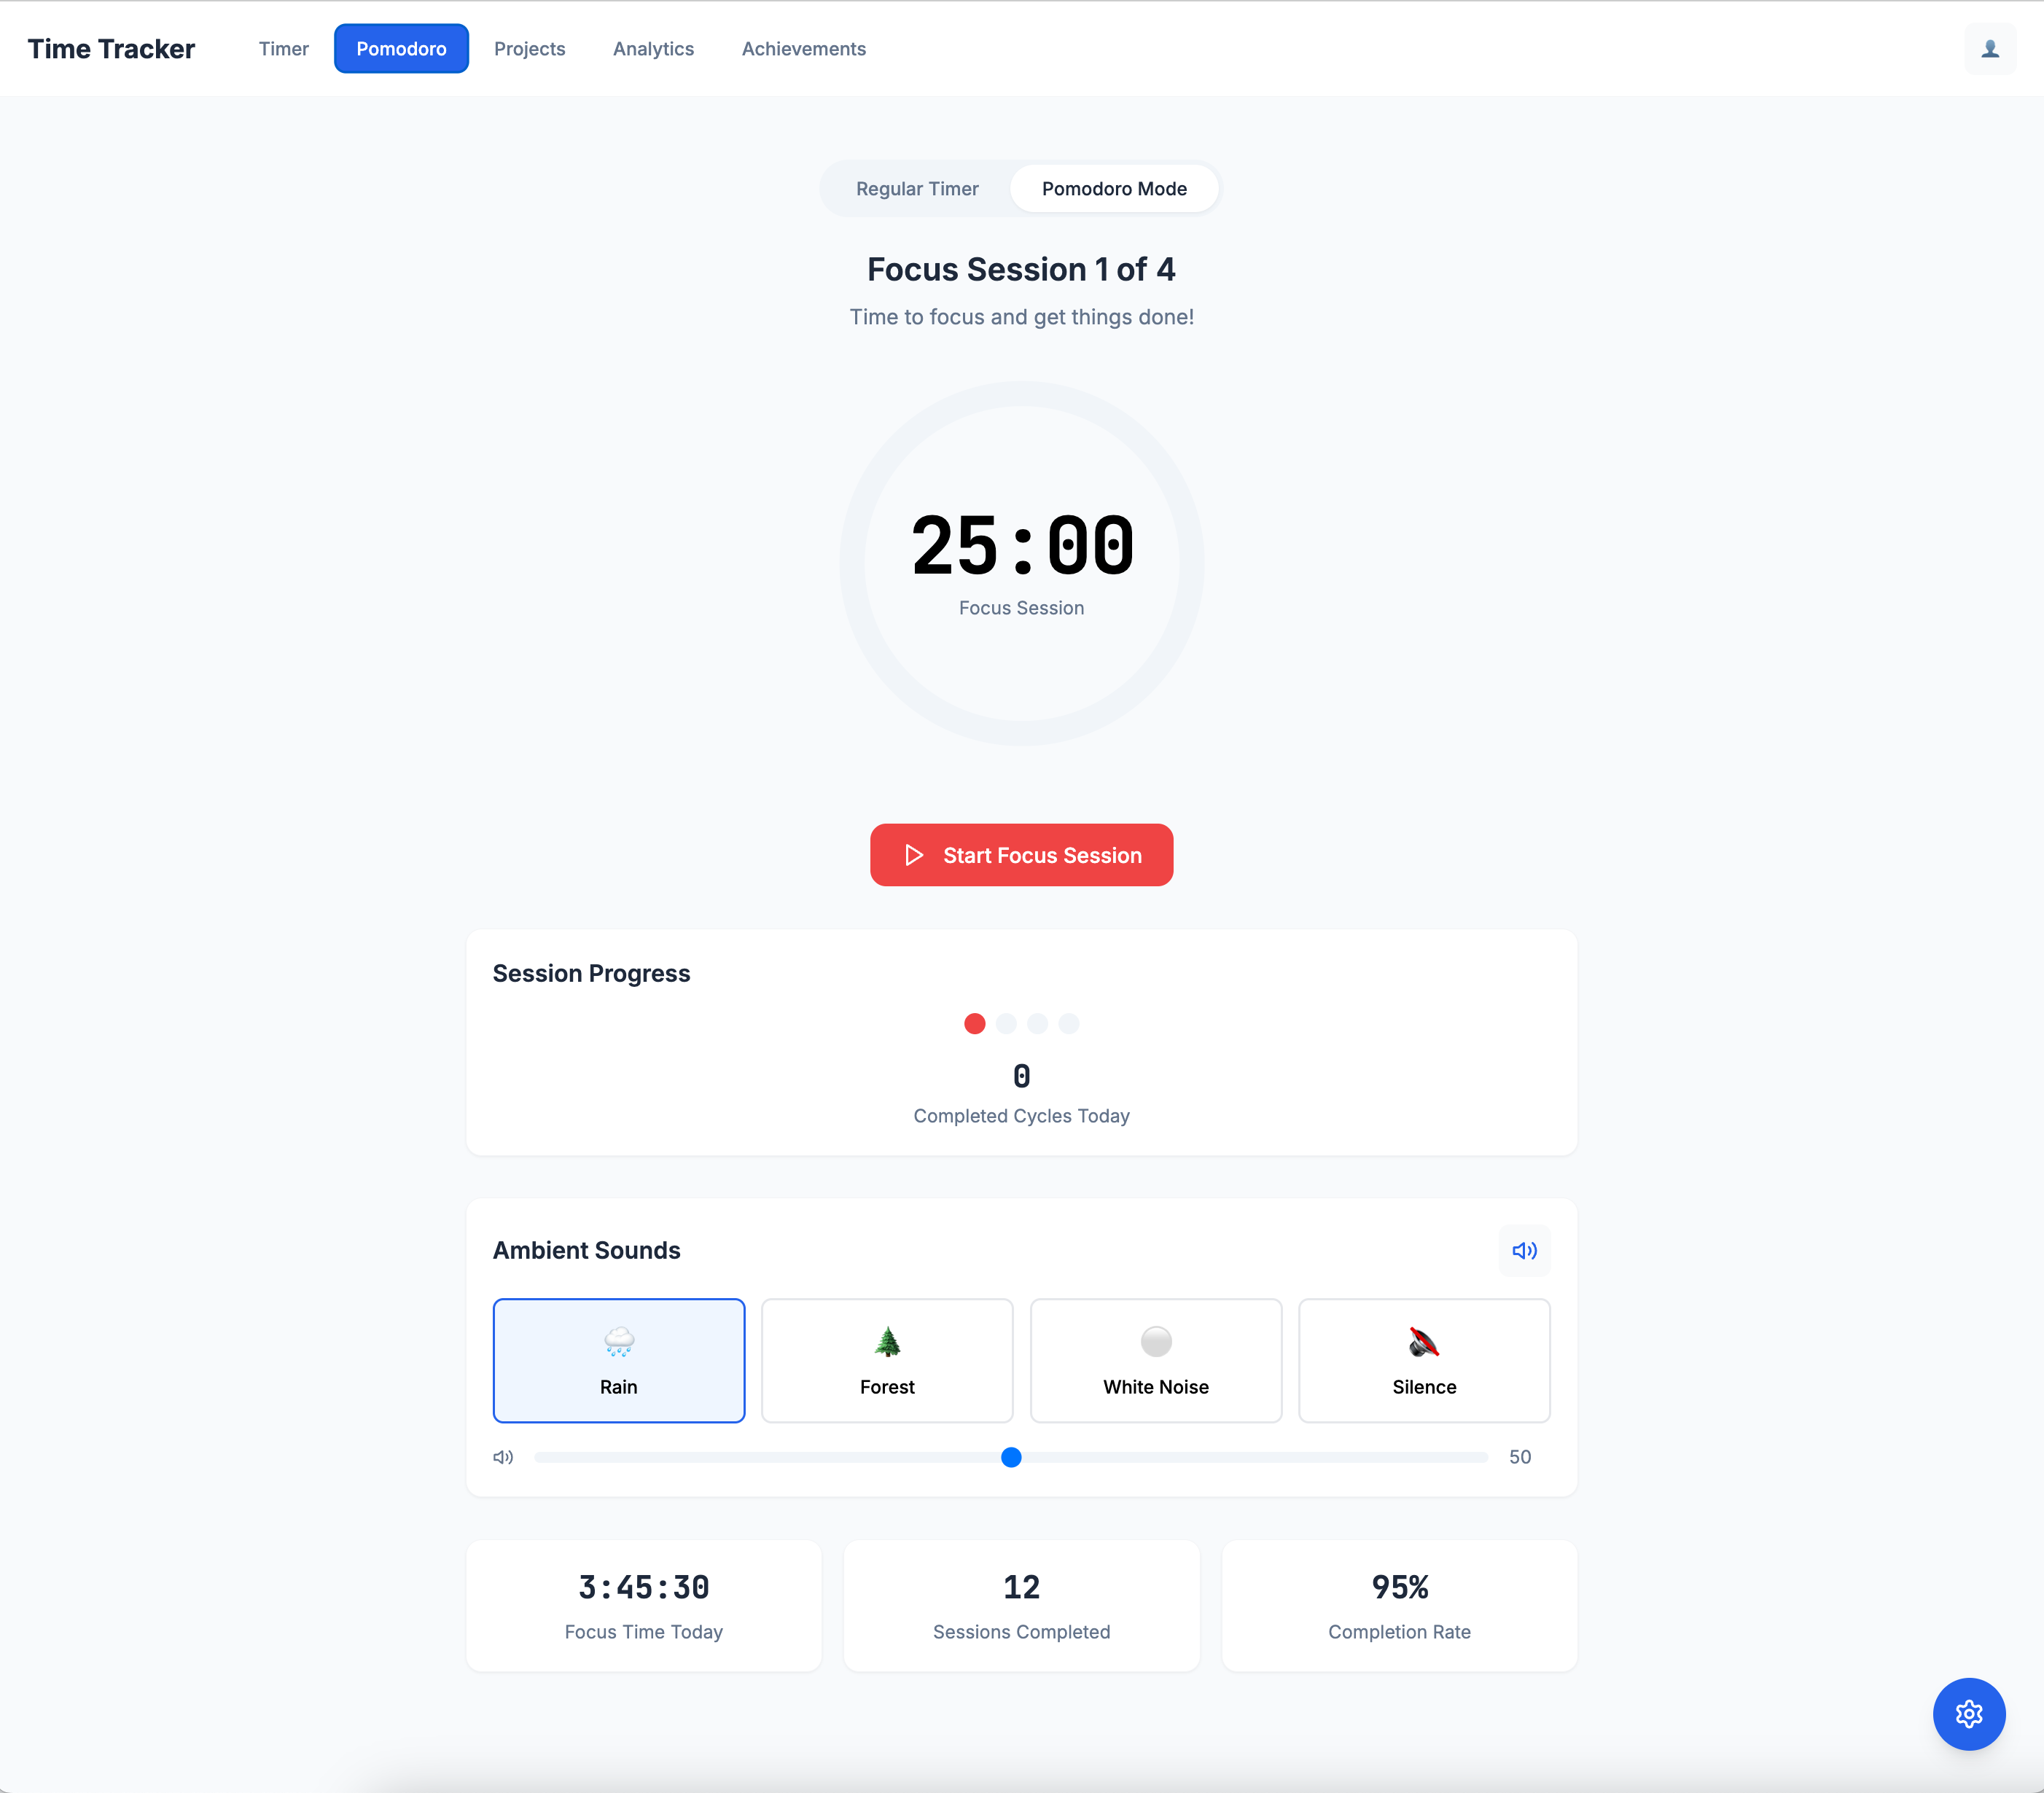 Time Tracker
Timer
Pomodoro
Projects
Analytics
Achievements
Regular Timer
Pomodoro Mode
Focus Session 1 of 4
Time to focus and get things done!
25:00
Focus Session
Start Focus Session
Session Progress
0
Completed Cycles Today
Ambient Sounds
Rain
Forest
White Noise
Silence
50
3:45:30
Focus Time Today
12
Sessions Completed
95%
Completion Rate